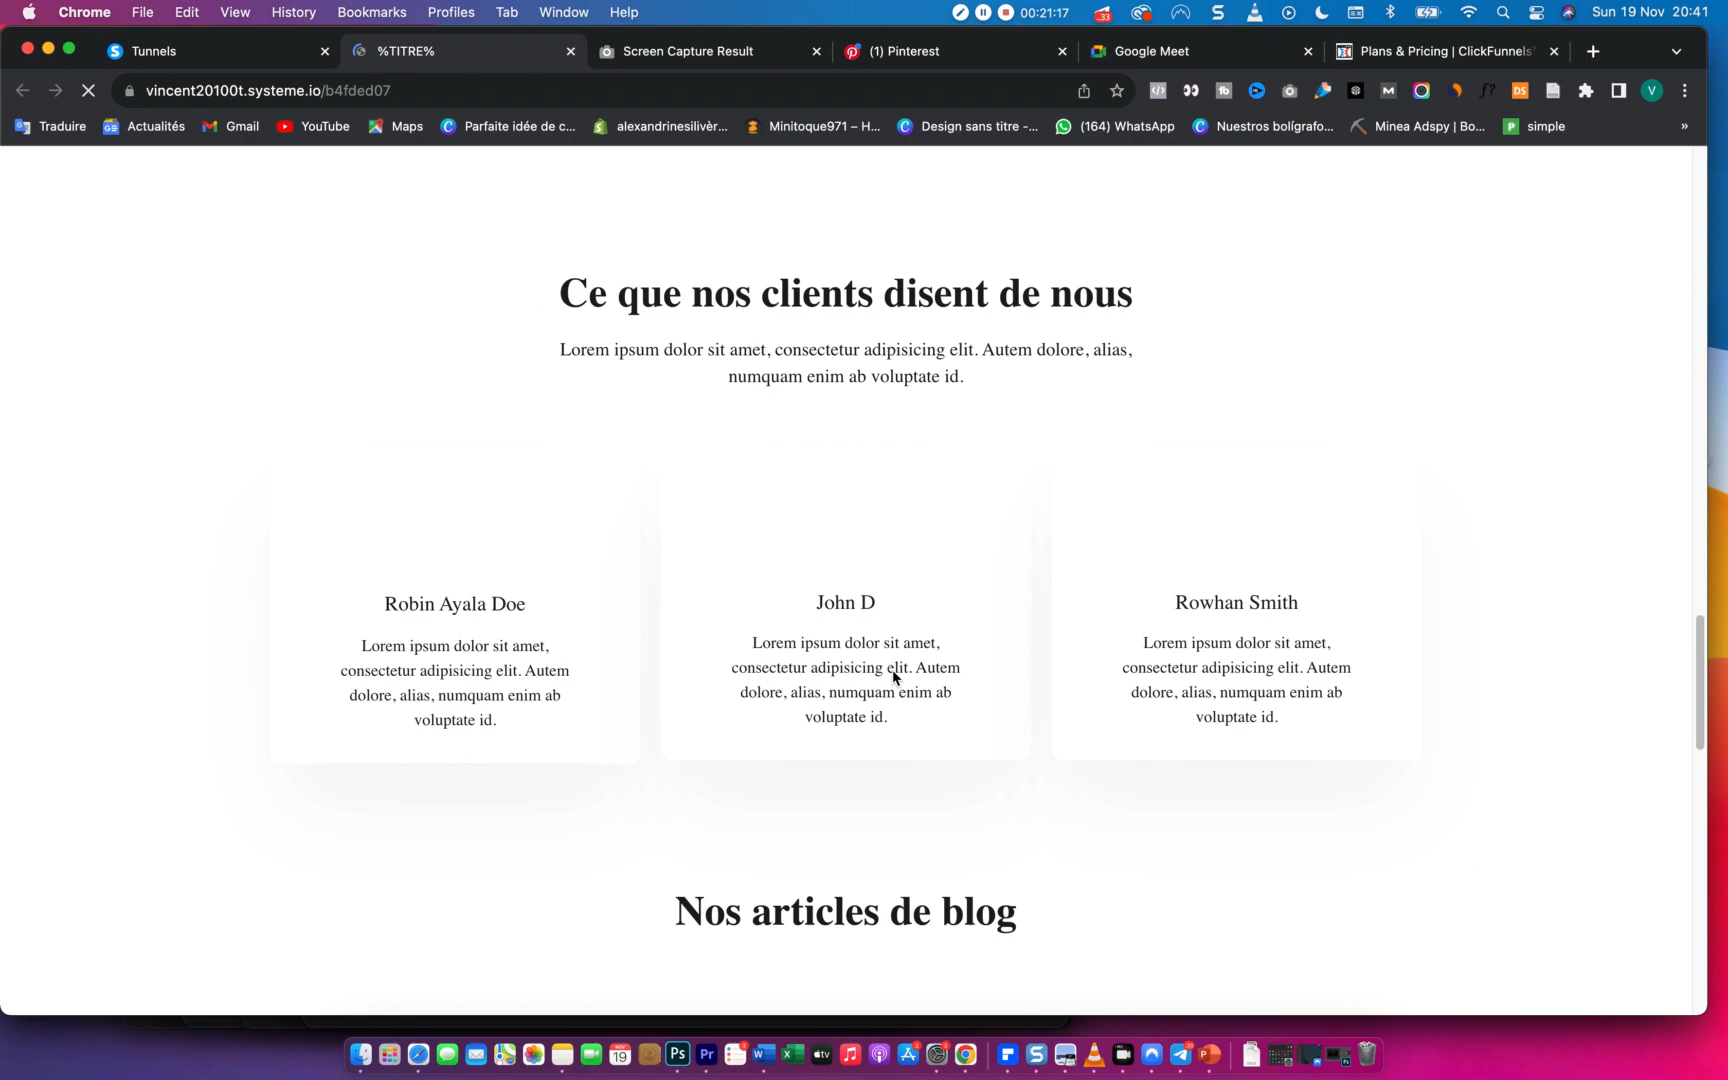 Chrome File Edit View History Bookmarks Profiles Tab Window Help 00:21:17 Sun 19 Nov 20:41
Tunnels %TITRE% Screen Capture Result (1) Pinterest Google Meet Plans & Pricing | ClickFunnels
vincent20100t.systeme.io/b4fded07
Traduire Actualités Gmail YouTube Maps Parfaite idée de c... alexandrinesilivèr... Minitoque971 – H... Design sans titre -... (164) WhatsApp Nuestros bolígrafo... Minea Adspy | Bo... simple »
Ce que nos clients disent de nous
Lorem ipsum dolor sit amet, consectetur adipisicing elit. Autem dolore, alias,
numquam enim ab voluptate id.
Robin Ayala Doe
Lorem ipsum dolor sit amet,
consectetur adipisicing elit. Autem
dolore, alias, numquam enim ab
voluptate id.
John D
Lorem ipsum dolor sit amet,
consectetur adipisicing elit. Autem
dolore, alias, numquam enim ab
voluptate id.
Rowhan Smith
Lorem ipsum dolor sit amet,
consectetur adipisicing elit. Autem
dolore, alias, numquam enim ab
voluptate id.
Nos articles de blog